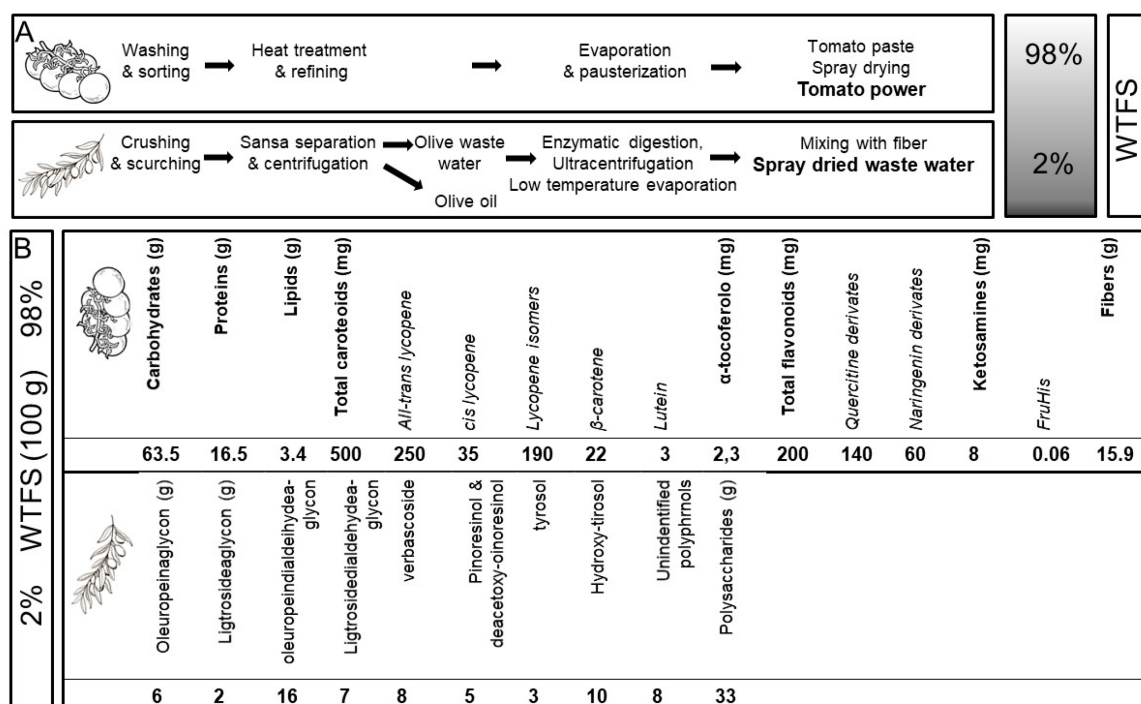 A
Washing
& sorting
Heat treatment
& refining
Evaporation
& pausterization
Tomato paste
Spray drying
Tomato power
98%
WTFS
Crushing
& scurching
Sansa separation
& centrifugation
Olive waste
water
Olive oil
Enzymatic digestion,
Ultracentrifugation
Low temperature evaporation
Mixing with fiber
Spray dried waste water
2%
B
2% WTFS (100 g) 98%
Carbohydrates (g)
Proteins (g)
Lipids (g)
Total caroteoids (mg)
All-trans lycopene
cis lycopene
Lycopene isomers
β-carotene
Lutein
α-tocoferolo (mg)
Total flavonoids (mg)
Quercitine derivates
Naringenin derivates
Ketosamines (mg)
FruHis
Fibers (g)
63.5 16.5 3.4 500 250 35 190 22 3 2,3 200 140 60 8 0.06 15.9
Oleuropeinaglycon (g)
Ligtrosideaglycon (g)
oleuropeindialdeihydea-
glycon
Ligtrosidedialdehydea-
glycon
verbascoside
Pinoresinol &
deacetoxy-oinoresinol
tyrosol
Hydroxy-tirosol
Unindentified
polyphrnols
Polysaccharides (g)
6 2 16 7 8 5 3 10 8 33